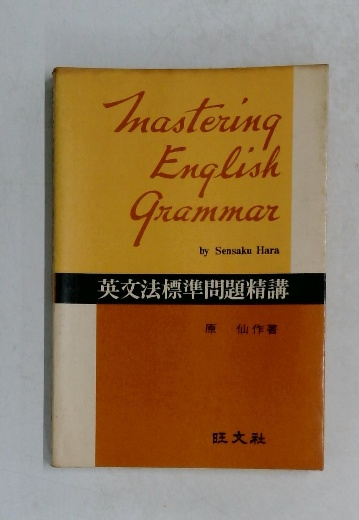 Mastering
English
Grammar
by Sensaku Hara
英文法標準問題精講
原 仙作著
旺文社